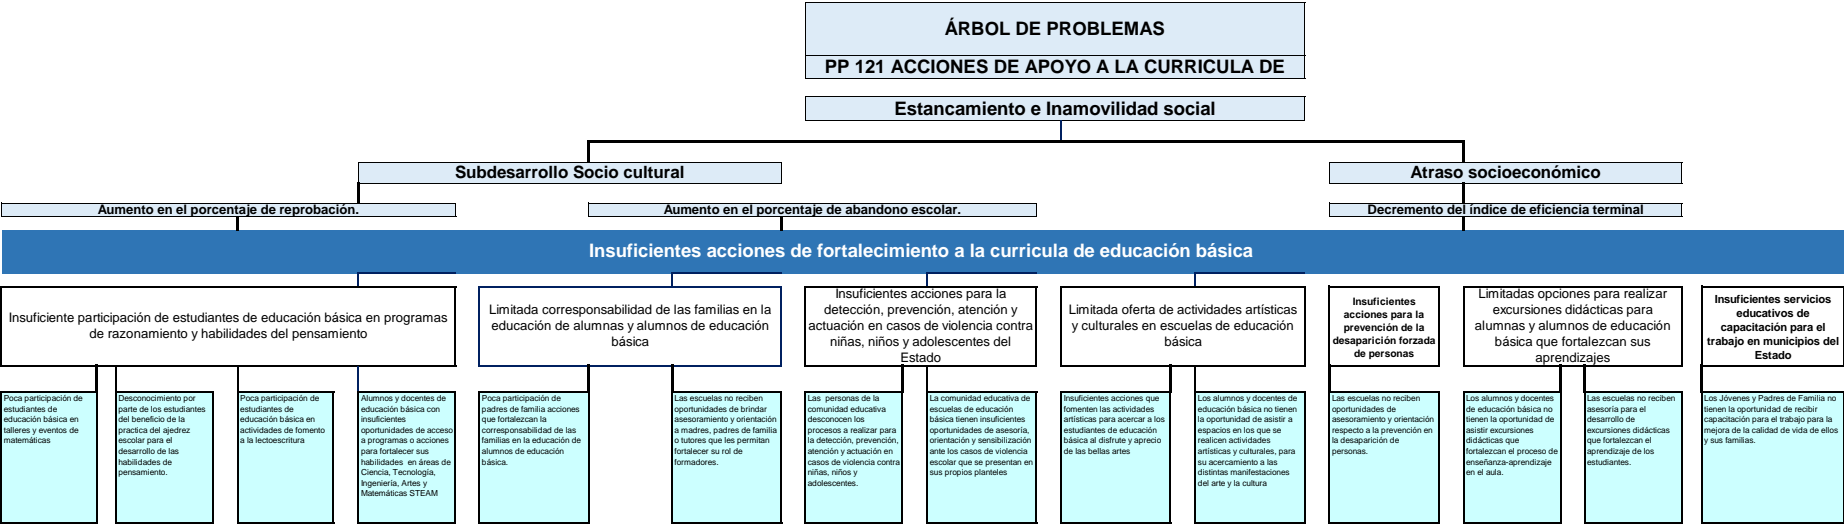 ÁRBOL DE PROBLEMAS
PP 121 ACCIONES DE APOYO A LA CURRICULA DE
Estancamiento e Inamovilidad social
Subdesarrollo Socio cultural
Atraso socioeconómico
Aumento en el porcentaje de reprobación.
Aumento en el porcentaje de abandono escolar.
Decremento del índice de eficiencia terminal
Insuficientes acciones de fortalecimiento a la curricula de educación básica
Insuficiente participación de estudiantes de educación básica en programas
de razonamiento y habilidades del pensamiento
Limitada corresponsabilidad de las familias en la
educación de alumnas y alumnos de educación
básica
Insuficientes acciones para la
detección, prevención, atención y
actuación en casos de violencia contra
niñas, niños y adolescentes del
Estado
Limitada oferta de actividades artísticas
y culturales en escuelas de educación
básica
Insuficientes
acciones para la
prevención de la
desaparición forzada
de personas
Limitadas opciones para realizar
excursiones didácticas para
alumnas y alumnos de educación
básica que fortalezcan sus
aprendizajes
Insuficientes servicios
educativos de
capacitación para el
trabajo en municipios del
Estado
Poca participación de
estudiantes de
educación básica en
talleres y eventos de
matemáticas
Desconocimiento por
parte de los estudiantes
del beneficio de la
practica del ajedrez
escolar para el
desarrollo de las
habilidades de
pensamiento.
Poca participación de
estudiantes de
educación básica en
actividades de fomento
a la lectoescritura
Alumnos y docentes de
educación básica con
insuficientes
oportunidades de acceso
a programas o acciones
para fortalecer sus
habilidades en áreas de
Ciencia, Tecnología,
Ingeniería, Artes y
Matemáticas STEAM
Poca participación de
padres de familia acciones
que fortalezcan la
corresponsabilidad de las
familias en la educación de
alumnos de educación
básica.
Las escuelas no reciben
oportunidades de brindar
asesoramiento y orientación
a madres, padres de familia
o tutores que les permitan
fortalecer su rol de
formadores.
Las personas de la
comunidad educativa
desconocen los
procesos a realizar para
la detección, prevención,
atención y actuación en
casos de violencia contra
niñas, niños y
adolescentes.
La comunidad educativa de
escuelas de educación
básica tienen insuficientes
oportunidades de asesoría,
orientación y sensibilización
ante los casos de violencia
escolar que se presentan en
sus propios planteles
Insuficientes acciones que
fomenten las actividades
artísticas para acercar a los
estudiantes de educación
básica al disfrute y aprecio
de las bellas artes
Los alumnos y docentes de
educación básica no tienen
la oportunidad de asistir a
espacios en los que se
realicen actividades
artísticas y culturales, para
su acercamiento a las
distintas manifestaciones
del arte y la cultura
Las escuelas no reciben
oportunidades de
asesoramiento y orientación
respecto a la prevención en
la desaparición de
personas.
Los alumnos y docentes
de educación básica no
tienen la oportunidad de
asistir excursiones
didácticas que
fortalezcan el proceso de
enseñanza-aprendizaje
en el aula.
Las escuelas no reciben
asesoría para el
desarrollo de
excursiones didácticas
que fortalezcan el
aprendizaje de los
estudiantes.
Los Jóvenes y Padres de Familia no
tienen la oportunidad de recibir
capacitación para el trabajo para la
mejora de la calidad de vida de ellos
y sus familias.